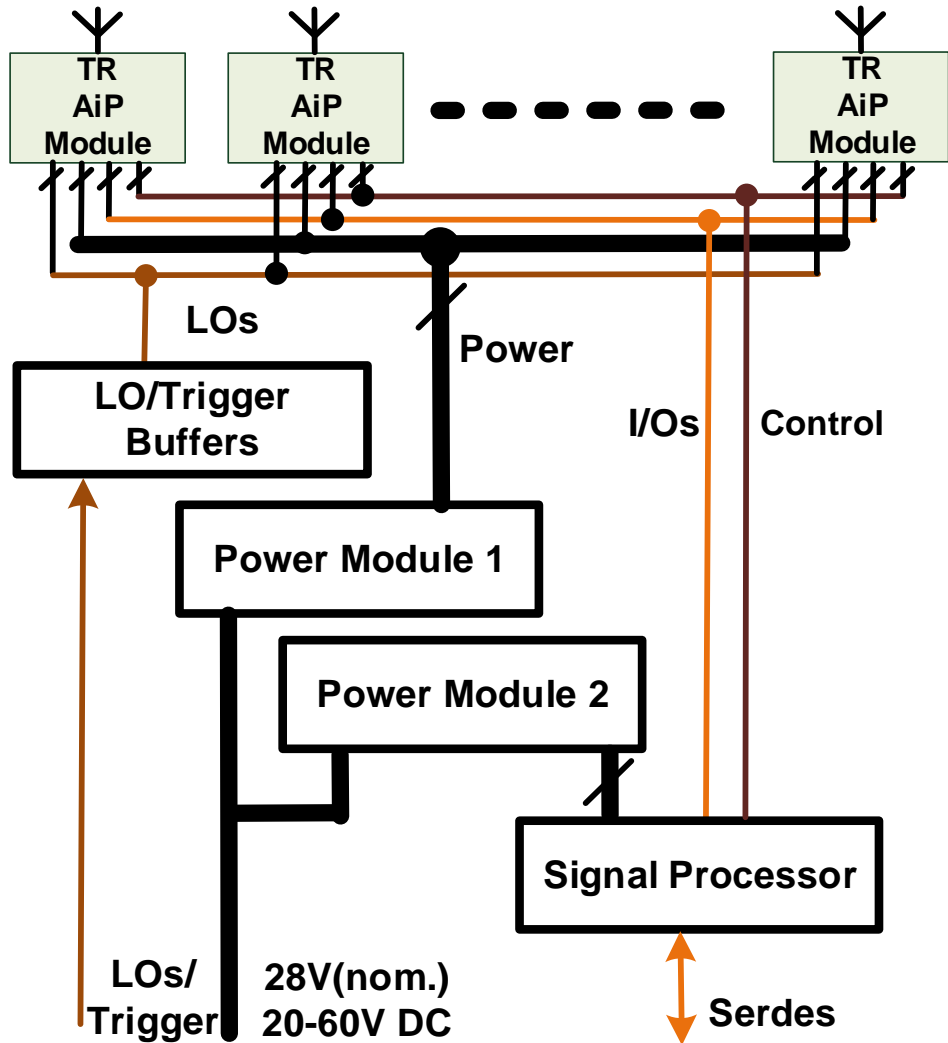 TR
AiP
Module
TR
AiP
Module
TR
AiP
Module
LOs
Power
LO/Trigger
Buffers
I/Os
Control
Power Module 1
Power Module 2
Signal Processor
LOs/
Trigger
28V(nom.)
20-60V DC
Serdes